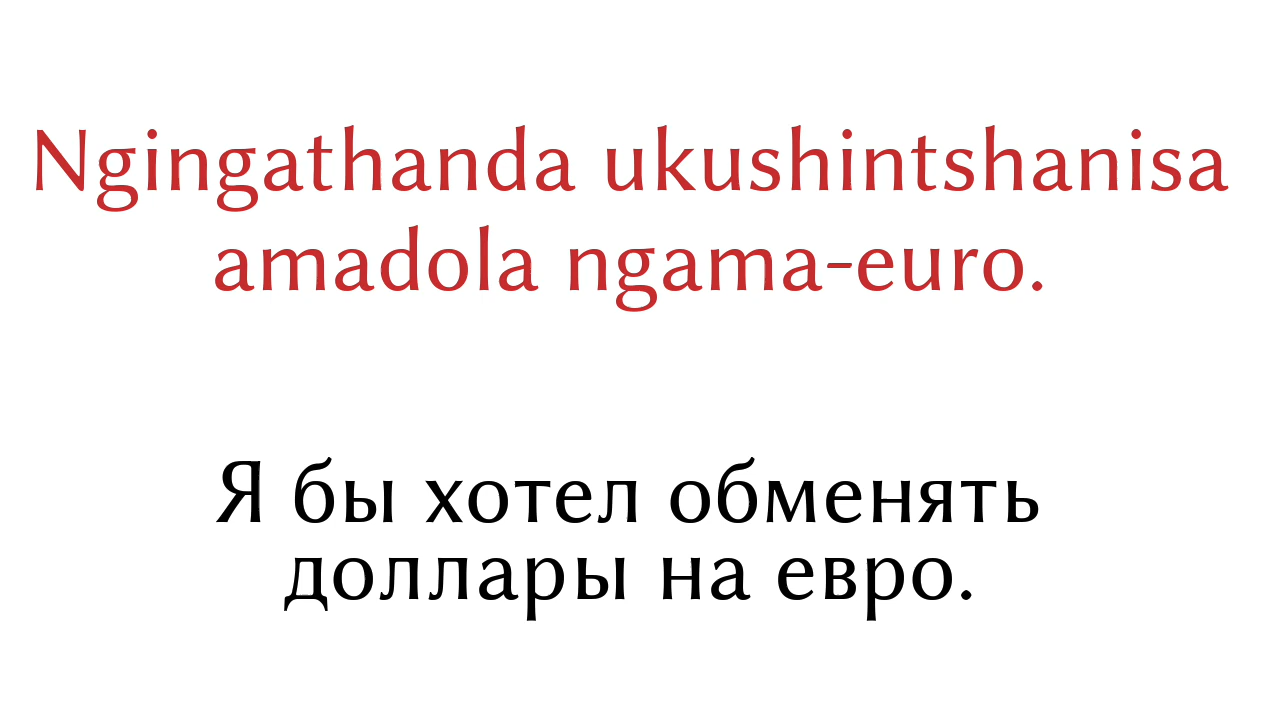 Ngingathanda ukushintshanisa
amadola ngama-euro.
Я бы хотел обменять
доллары на евро.